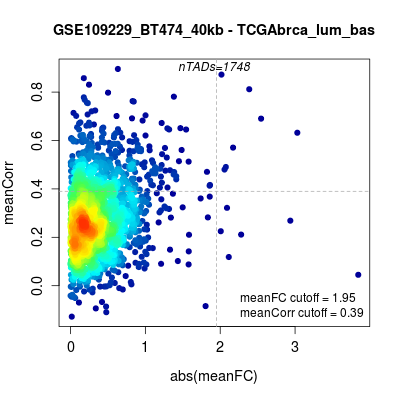 GSE109229_BT474_40kb - TCGAbrca_lum_bas
nTADs=1748
meanCorr
0.8
0.6
0.4
0.2
0.0
meanFC cutoff = 1.95
meanCorr cutoff = 0.39
0 1 2 3
abs(meanFC)